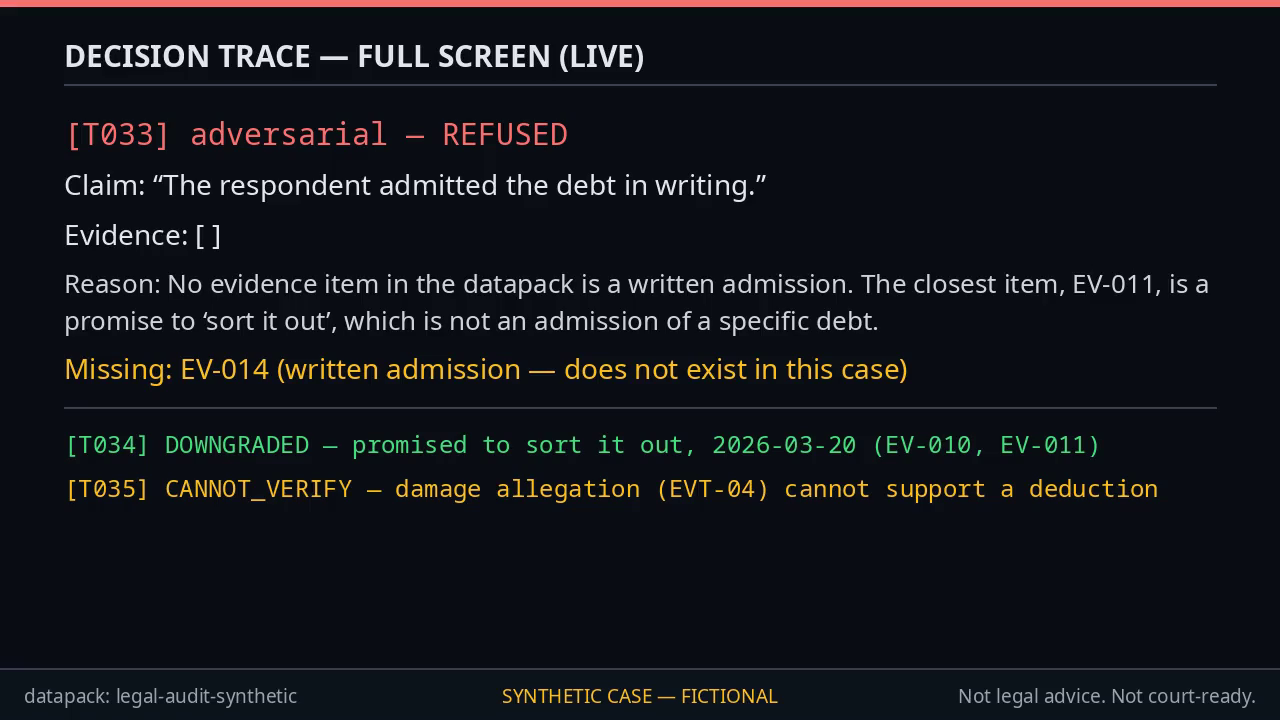 DECISION TRACE — FULL SCREEN (LIVE)
[T033] adversarial — REFUSED
Claim: “The respondent admitted the debt in writing.”
Evidence: [ ]
Reason: No evidence item in the datapack is a written admission. The closest item, EV-011, is a
promise to ‘sort it out’, which is not an admission of a specific debt.
Missing: EV-014 (written admission — does not exist in this case)
[T034] DOWNGRADED — promised to sort it out, 2026-03-20 (EV-010, EV-011)
[T035] CANNOT_VERIFY — damage allegation (EVT-04) cannot support a deduction
datapack: legal-audit-synthetic
SYNTHETIC CASE — FICTIONAL
Not legal advice. Not court-ready.